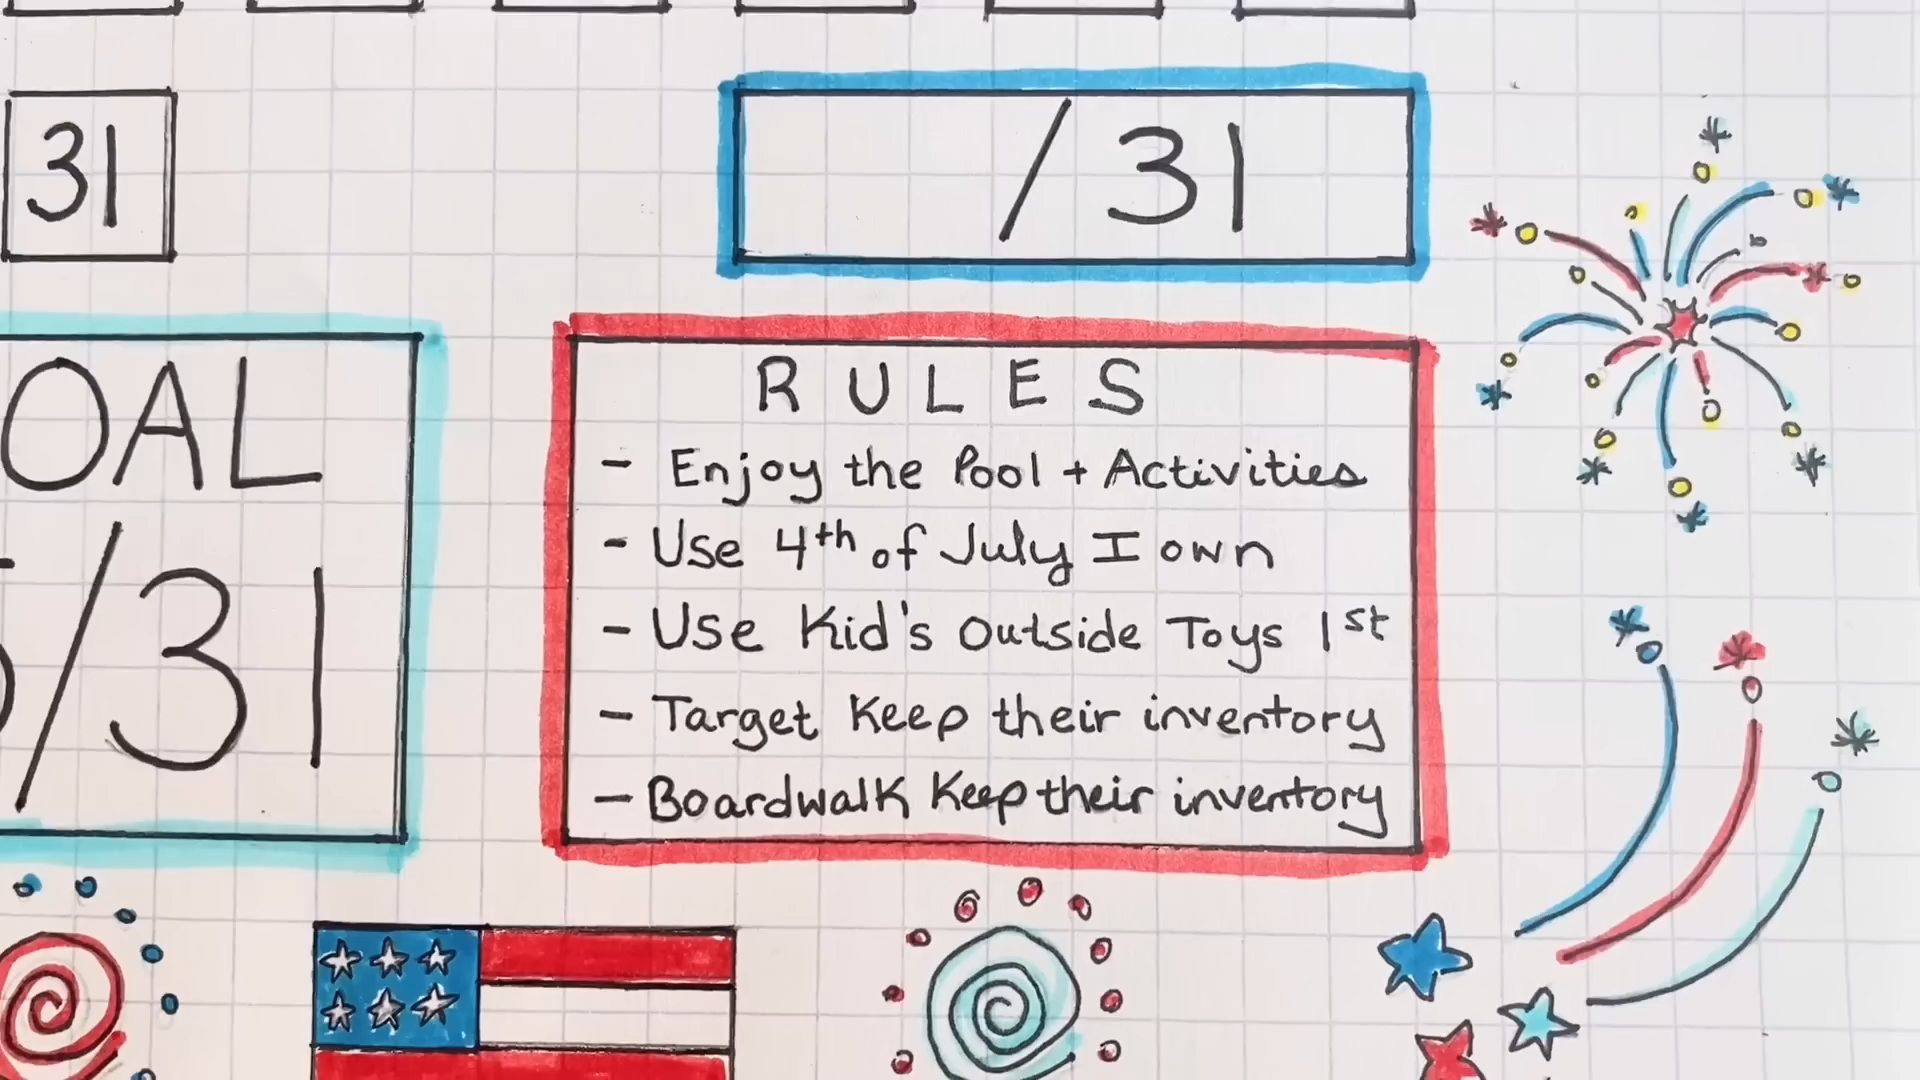 31
/31
OAL
/31
RULES
- Enjoy the Pool + Activities
- Use 4th of July I own
- Use Kid's Outside Toys 1st
- Target Keep their inventory
- Boardwalk Keep their inventory